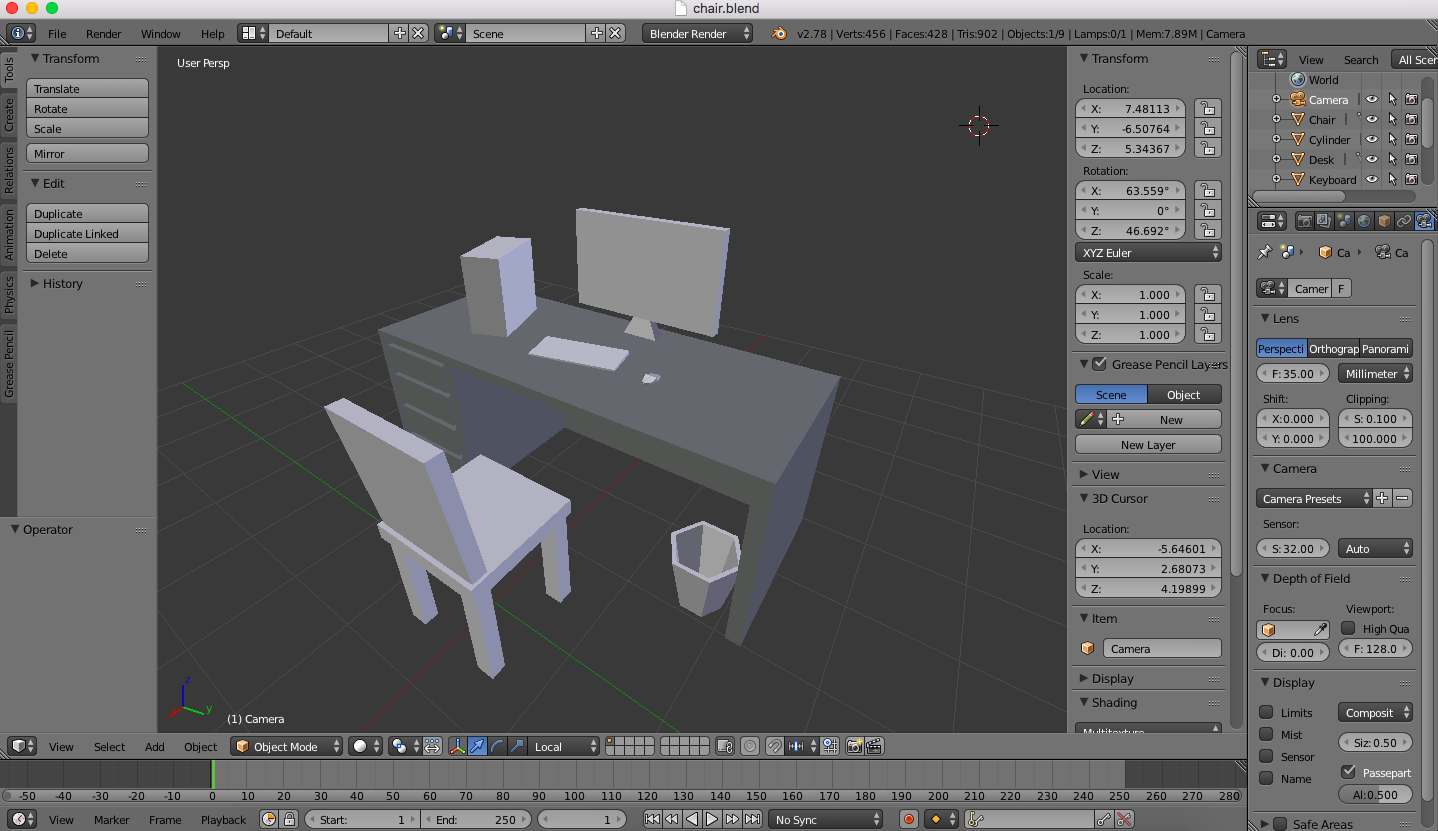 chair.blend
File Render Window Help Default Scene Blender Render v2.78 | Verts:456 | Faces:428 | Tris:902 | Objects:1/9 | Lamps:0/1 | Mem:7.89M | Camera
Tools
Create
Relations
Animation
Physics
Grease Pencil
Transform
Translate
Rotate
Scale
Mirror
Edit
Duplicate
Duplicate Linked
Delete
History
Operator
User Persp
z
x
y
(1) Camera
Transform
Location:
X: 7.48113
Y: -6.50764
Z: 5.34367
Rotation:
X: 63.559°
Y: 0°
Z: 46.692°
XYZ Euler
Scale:
X: 1.000
Y: 1.000
Z: 1.000
Grease Pencil Layers
Scene Object
New
New Layer
View
3D Cursor
Location:
X: -5.64601
Y: 2.68073
Z: 4.19899
Item
Camera
Display
Shading
Multitexture
View Search All Scen
World
Camera
Chair
Cylinder
Desk
Keyboard
Ca Ca
Camer F
Lens
Perspecti Orthograp Panorami
F: 35.00 Millimeter
Shift: Clipping:
X: 0.000 S: 0.100
Y: 0.000 100.000
Camera
Camera Presets
Sensor:
S: 32.00 Auto
Depth of Field
Focus: Viewport:
High Qua
Di: 0.00 F: 128.0
Display
Limits Composit
Mist Siz: 0.50
Sensor Passepart
Name Al: 0.500
Safe Areas
View Select Add Object Object Mode Local
-50 -40 -30 -20 -10 0 10 20 30 40 50 60 70 80 90 100 110 120 130 140 150 160 170 180 190 200 210 220 230 240 250 260 270 280
View Marker Frame Playback Start: 1 End: 250 1 No Sync